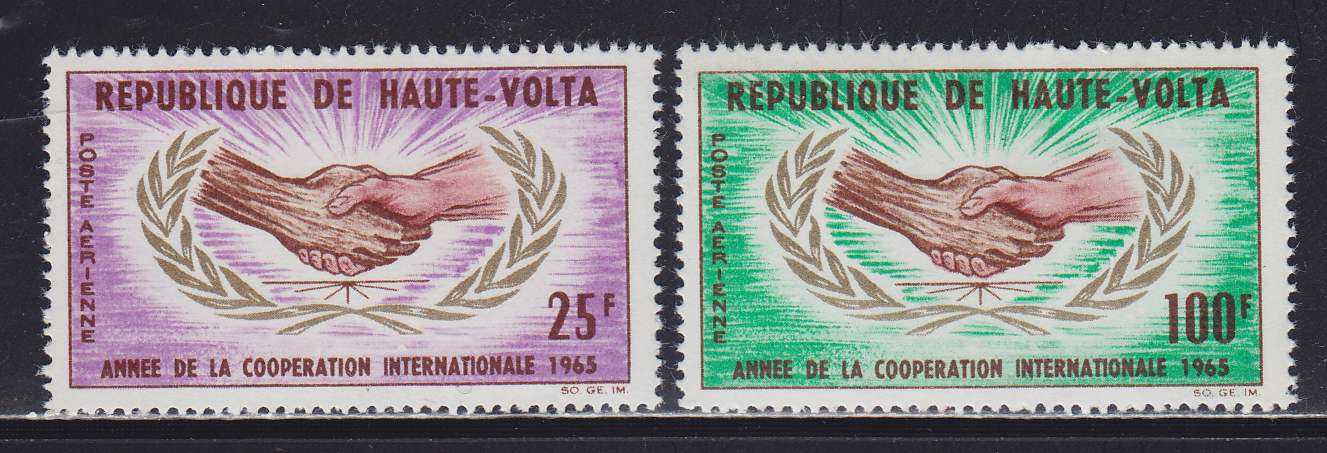 REPUBLIQUE DE HAUTE-VOLTA
POSTE AERIENNE
25F
ANNEE DE LA COOPERATION INTERNATIONALE 1965
SO. GE. IM.
REPUBLIQUE DE HAUTE-VOLTA
POSTE AERIENNE
100F
ANNEE DE LA COOPERATION INTERNATIONALE 1965
SO. GE. IM.